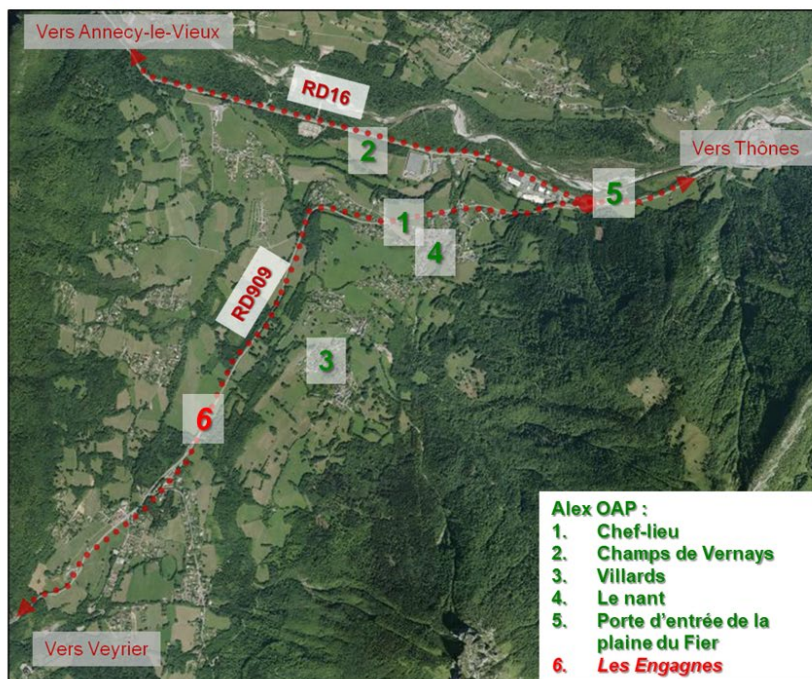 Vers Annecy-le-Vieux
RD16
2
Vers Thônes
5
1
4
RD909
3
6
Alex OAP :
1. Chef-lieu
2. Champs de Vernays
3. Villards
4. Le nant
5. Porte d'entrée de la
plaine du Fier
6. Les Engagnes
Vers Veyrier